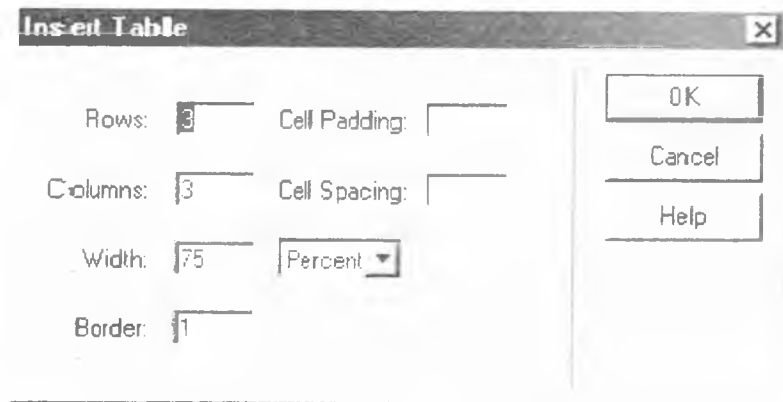 Insert Table
Rows: 3 Cell Padding: OK
Cancel
Columns: 3 Cell Spacing:
Help
Width: 75 Percent
Border: 1